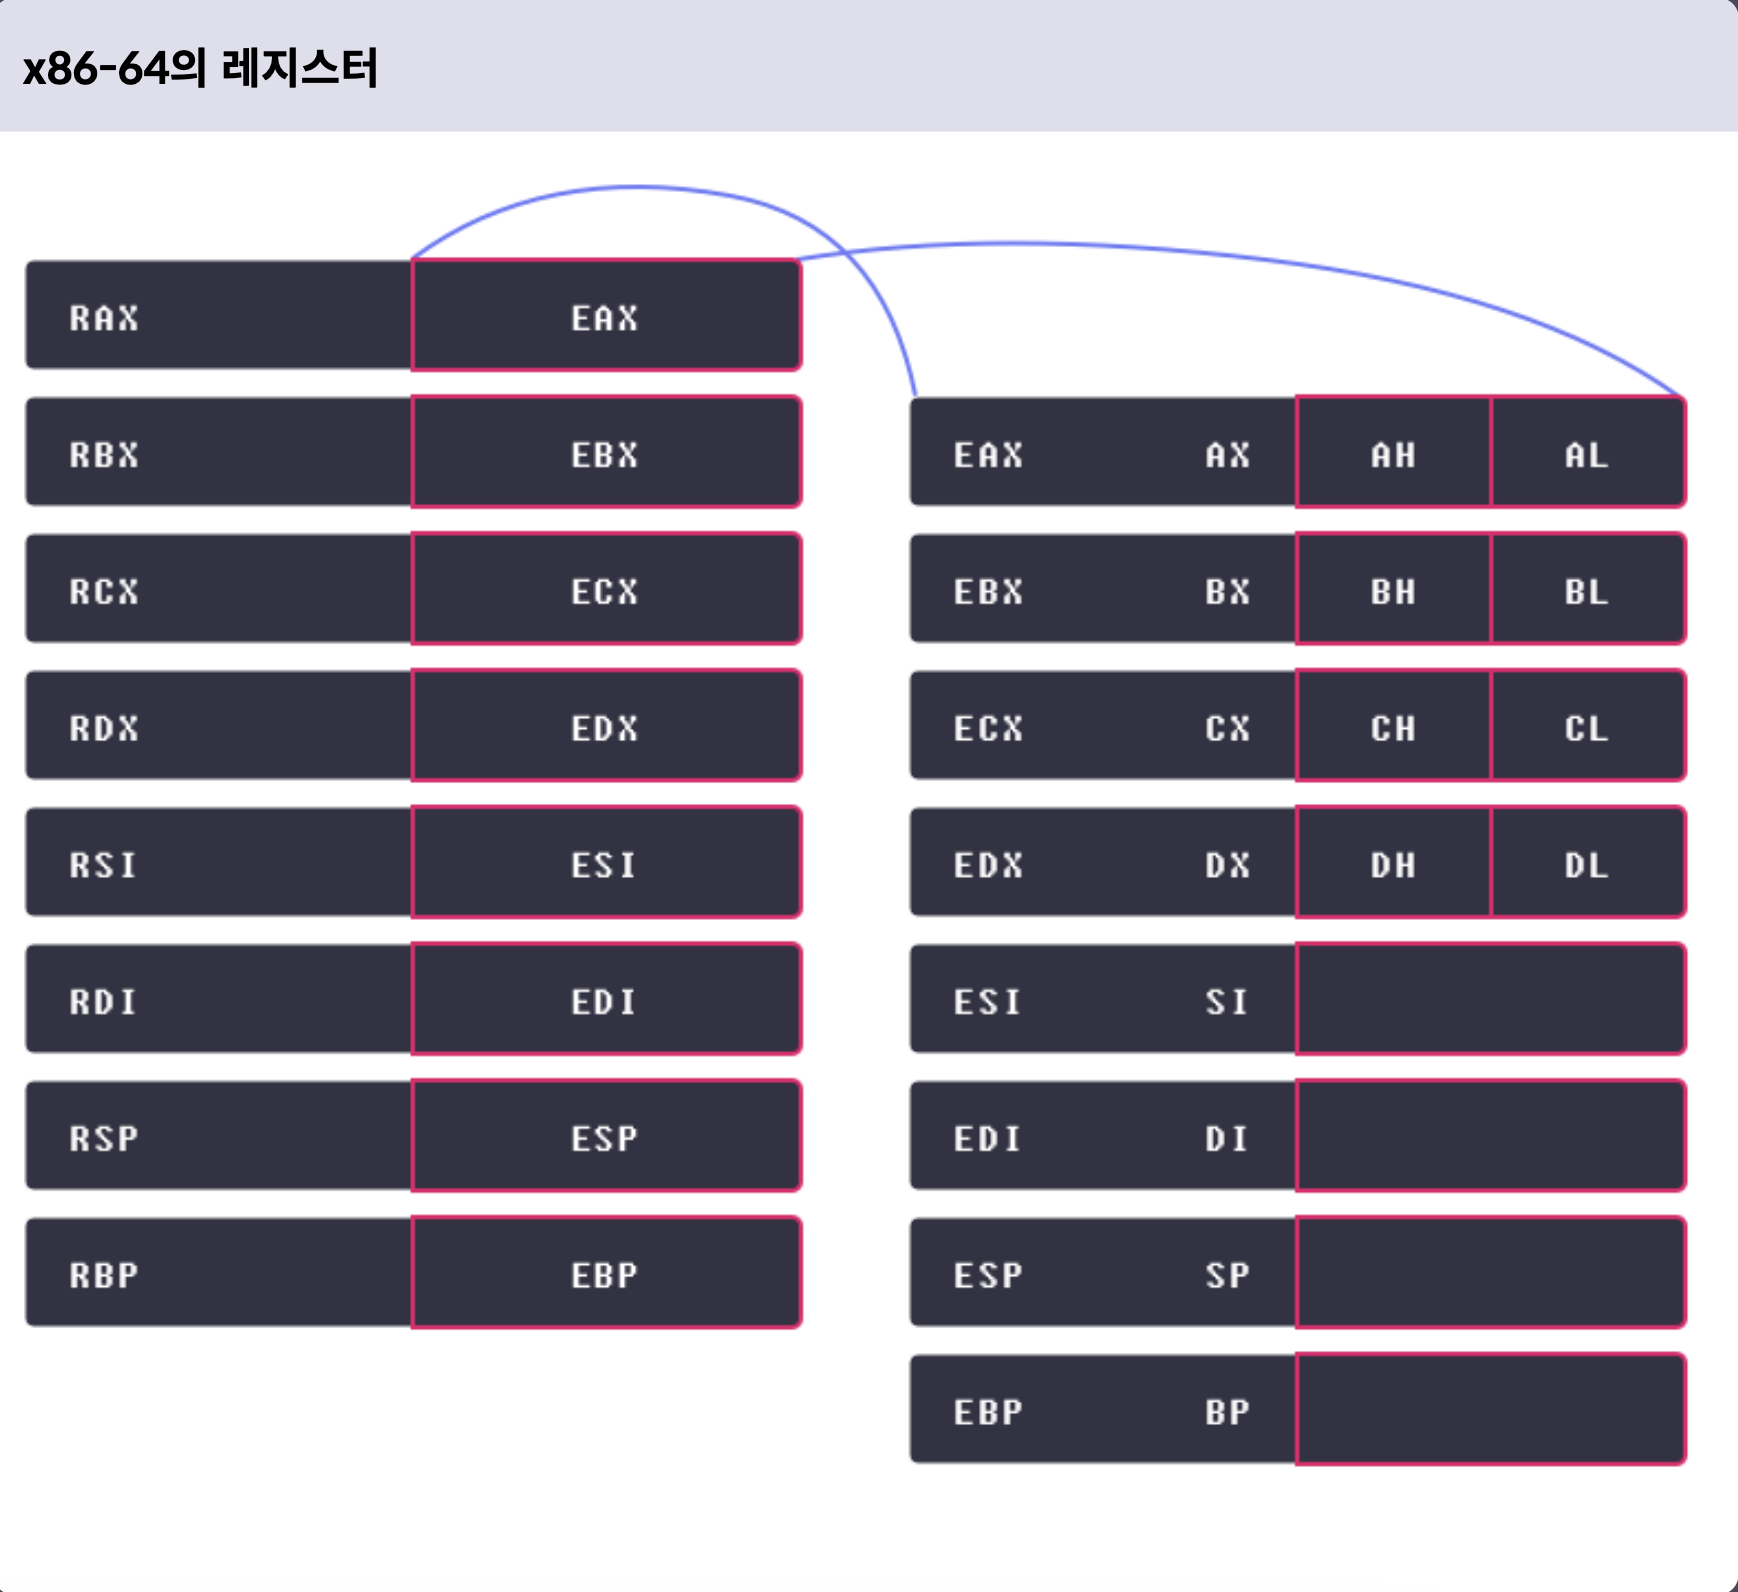 x86-64의 레지스터
RAX EAX
RBX EBX
RCX ECX
RDX EDX
RSI ESI
RDI EDI
RSP ESP
RBP EBP
EAX AX AH AL
EBX BX BH BL
ECX CX CH CL
EDX DX DH DL
ESI SI
EDI DI
ESP SP
EBP BP